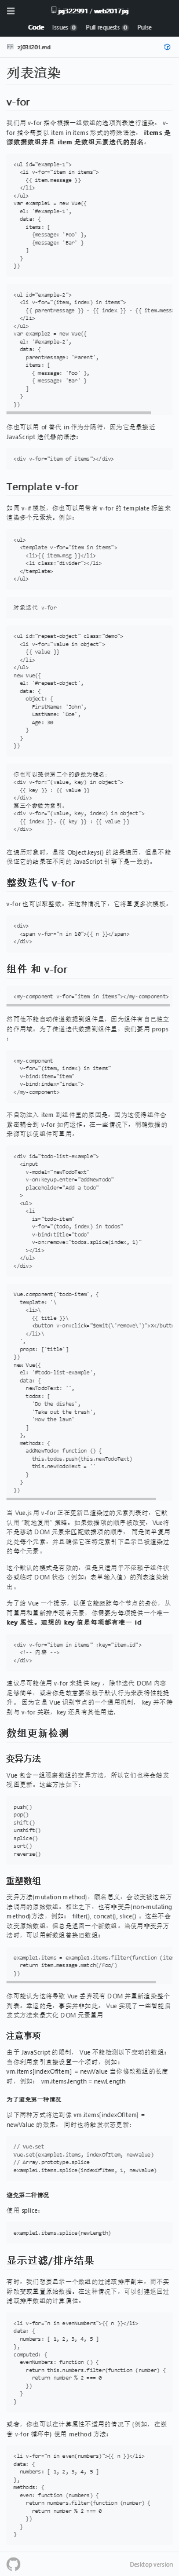 jsj322991 / web2017jsj
Code Issues 0 Pull requests 0 Pulse
zj031201.md
列表渲染
v-for
我们用 v-for 指令根据一组数组的选项列表进行渲染。 v-
for 指令需要以 item in items 形式的特殊语法， items 是
源数据数组并且 item 是数组元素迭代的别名。
<ul id="example-1">
<li v-for="item in items">
{{ item.message }}
</li>
</ul>
var example1 = new Vue({
el: '#example-1',
data: {
items: [
{message: 'Foo' },
{message: 'Bar' }
]
}
})
<ul id="example-2">
<li v-for="(item, index) in items">
{{ parentMessage }} - {{ index }} - {{ item.mess
</li>
</ul>
var example2 = new Vue({
el: '#example-2',
data: {
parentMessage: 'Parent',
items: [
{ message: 'Foo' },
{ message: 'Bar' }
]
}
})
你也可以用 of 替代 in 作为分隔符，因为它是最接近
JavaScript 迭代器的语法：
<div v-for="item of items"></div>
Template v-for
如同 v-if 模板，你也可以用带有 v-for 的 template 标签来
渲染多个元素块。例如：
<ul>
<template v-for="item in items">
<li>{{ item.msg }}</li>
<li class="divider"></li>
</template>
</ul>
对象迭代 v-for
<ul id="repeat-object" class="demo">
<li v-for="value in object">
{{ value }}
</li>
</ul>
new Vue({
el: '#repeat-object',
data: {
object: {
FirstName: 'John',
LastName: 'Doe',
Age: 30
}
}
})
你也可以提供第二个的参数为键名：
<div v-for="(value, key) in object">
{{ key }} : {{ value }}
</div>
第三个参数为索引：
<div v-for="(value, key, index) in object">
{{ index }}. {{ key }} : {{ value }}
</div>
在遍历对象时，是按 Object.keys() 的结果遍历，但是不能
保证它的结果在不同的 JavaScript 引擎下是一致的。
整数迭代 v-for
v-for 也可以取整数。在这种情况下，它将重复多次模板。
<div>
<span v-for="n in 10">{{ n }}</span>
</div>
组件 和 v-for
<my-component v-for="item in items"></my-component>
然而他不能自动传递数据到组件里，因为组件有自己独立
的作用域。为了传递迭代数据到组件里，我们要用 props
：
<my-component
v-for="(item, index) in items"
v-bind:item="item"
v-bind:index="index">
</my-component>
不自动注入 item 到组件里的原因是，因为这使得组件会
紧密耦合到 v-for 如何运作。在一些情况下，明确数据的
来源可以使组件可重用。
<div id="todo-list-example">
<input
v-model="newTodoText"
v-on:keyup.enter="addNewTodo"
placeholder="Add a todo"
>
<ul>
<li
is="todo-item"
v-for="(todo, index) in todos"
v-bind:title="todo"
v-on:remove="todos.splice(index, 1)"
></li>
</ul>
</div>
Vue.component('todo-item', {
template: '\
<li>\
{{ title }}\
<button v-on:click="$emit(\'remove\')">X</button
</li>\
',
props: ['title']
})
new Vue({
el: '#todo-list-example',
data: {
newTodoText: '',
todos: [
'Do the dishes',
'Take out the trash',
'Mow the lawn'
]
},
methods: {
addNewTodo: function () {
this.todos.push(this.newTodoText)
this.newTodoText = ''
}
}
})
当 Vue.js 用 v-for 正在更新已渲染过的元素列表时，它默
认用 "就地复用" 策略。如果数据项的顺序被改变，Vue将
不是移动 DOM 元素来匹配数据项的顺序， 而是简单复用
此处每个元素，并且确保它在特定索引下显示已被渲染过
的每个元素。
这个默认的模式是有效的，但是只适用于不依赖子组件状
态或临时 DOM 状态（例如：表单输入值）的列表渲染输
出。
为了给 Vue 一个提示，以便它能跟踪每个节点的身份，从
而重用和重新排序现有元素，你需要为每项提供一个唯一
key 属性。理想的 key 值是每项都有唯一 id
<div v-for="item in items" :key="item.id">
<!-- 内容 -->
</div>
建议尽可能使用 v-for 来提供 key ，除非迭代 DOM 内容
足够简单，或者你是故意要依赖于默认行为来获得性能提
升。 因为它是 Vue 识别节点的一个通用机制， key 并不特
别与 v-for 关联，key 还具有其他用途.
数组更新检测
变异方法
Vue 包含一组观察数组的变异方法，所以它们也将会触发
视图更新。这些方法如下：
push()
pop()
shift()
unshift()
splice()
sort()
reverse()
重塑数组
变异方法(mutation method)，顾名思义，会改变被这些方
法调用的原始数组。相比之下，也有非变异(non-mutating
method)方法，例如： filter(), concat(), slice() 。这些不会
改变原始数组，但总是返回一个新数组。当使用非变异方
法时，可以用新数组替换旧数组：
example1.items = example1.items.filter(function (ite
return item.message.match(/Foo/)
})
你可能认为这将导致 Vue 丢弃现有 DOM 并重新渲染整个
列表。幸运的是，事实并非如此。 Vue 实现了一些智能启
发式方法来最大化 DOM 元素重用
注意事项
由于 JavaScript 的限制， Vue 不能检测以下变动的数组：
当你利用索引直接设置一个项时，例如：
vm.items[indexOfItem] = newValue 当你修改数组的长度
时，例如： vm.items.length = newLength
为了避免第一种情况
以下两种方式将达到像 vm.items[indexOfItem] =
newValue 的效果， 同时也将触发状态更新：
// Vue.set
Vue.set(example1.items, indexOfItem, newValue)
// Array.prototype.splice
example1.items.splice(indexOfItem, 1, newValue)
避免第二种情况
使用 splice：
example1.items.splice(newLength)
显示过滤/排序结果
有时，我们想要显示一个数组的过滤或排序副本，而不实
际改变或重置原始数据。在这种情况下，可以创建返回过
滤或排序数组的计算属性。
<li v-for="n in evenNumbers">{{ n }}</li>
data: {
numbers: [ 1, 2, 3, 4, 5 ]
},
computed: {
evenNumbers: function () {
return this.numbers.filter(function (number) {
return number % 2 === 0
})
}
}
或者，你也可以在计算属性不适用的情况下 (例如，在嵌
套 v-for 循环中) 使用 method 方法：
<li v-for="n in even(numbers)">{{ n }}</li>
data: {
numbers: [ 1, 2, 3, 4, 5 ]
},
methods: {
even: function (numbers) {
return numbers.filter(function (number) {
return number % 2 === 0
})
}
}
Desktop version